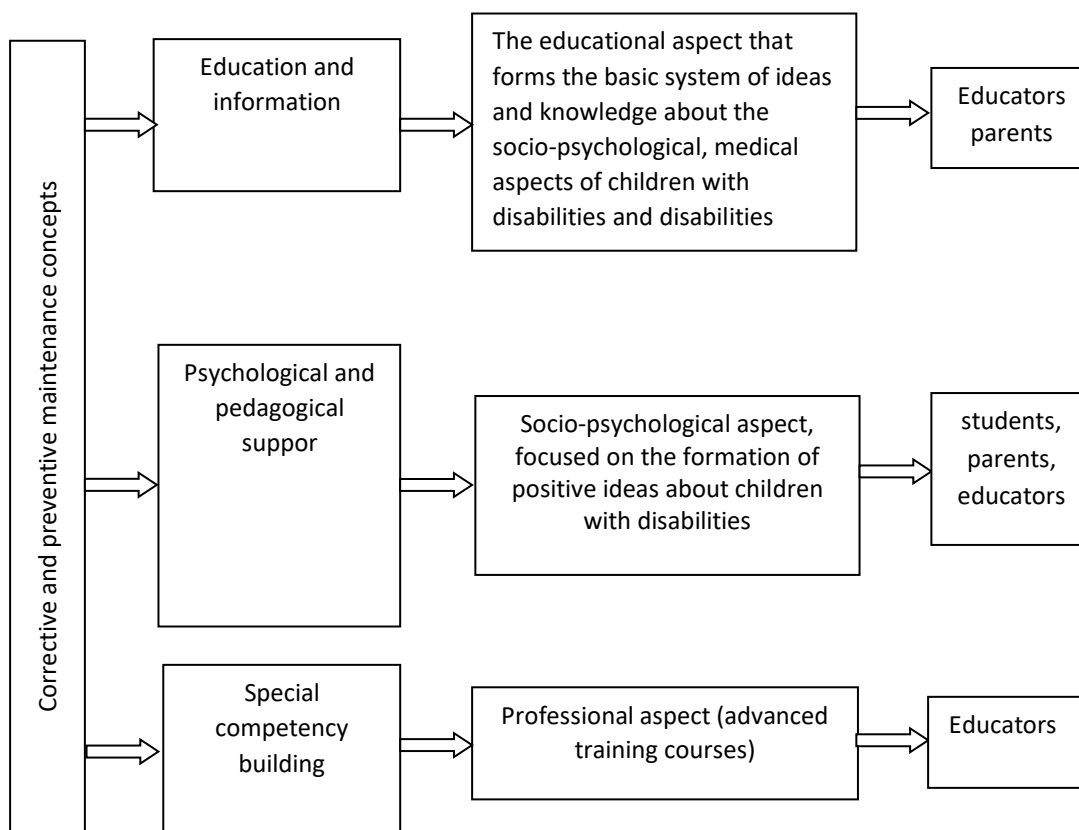 Corrective and preventive maintenance concepts
Education and
information
The educational aspect that
forms the basic system of ideas
and knowledge about the
socio-psychological, medical
aspects of children with
disabilities and disabilities
Educators
parents
Psychological and
pedagogical
suppor
Socio-psychological aspect,
focused on the formation of
positive ideas about children
with disabilities
students,
parents,
educators
Special
competency
building
Professional aspect (advanced
training courses)
Educators